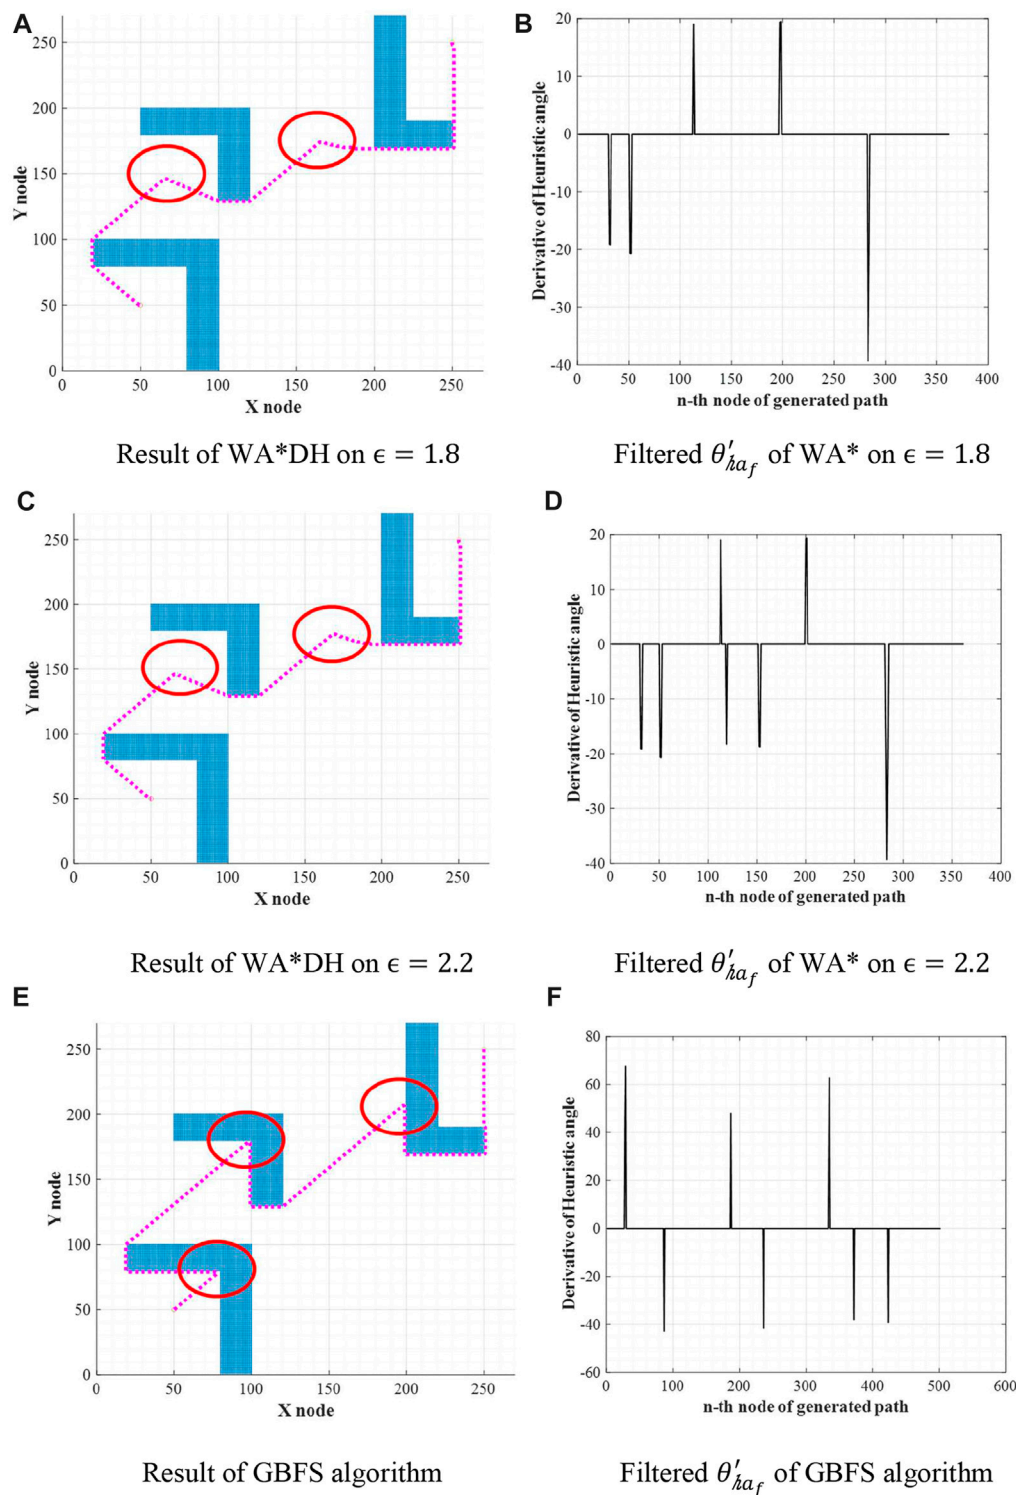 A
250
200
150
100
50
0
Y node
0 50 100 150 200 250
X node
Result of WA*DH on ϵ = 1.8
B
20
10
0
-10
-20
-30
-40
Derivative of Heuristic angle
0 50 100 150 200 250 300 350 400
n-th node of generated path
Filtered θ′ha_f of WA* on ϵ = 1.8
C
250
200
150
100
50
0
Y node
0 50 100 150 200 250
X node
Result of WA*DH on ϵ = 2.2
D
20
10
0
-10
-20
-30
-40
Derivative of Heuristic angle
0 50 100 150 200 250 300 350 400
n-th node of generated path
Filtered θ′ha_f of WA* on ϵ = 2.2
E
250
200
150
100
50
0
Y node
0 50 100 150 200 250
X node
Result of GBFS algorithm
F
80
60
40
20
0
-20
-40
-60
Derivative of Heuristic angle
0 100 200 300 400 500 600
n-th node of generated path
Filtered θ′ha_f of GBFS algorithm